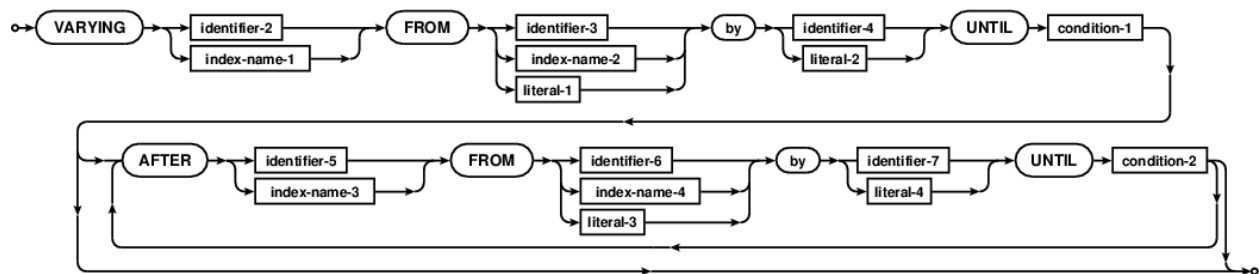 VARYING identifier-2 FROM identifier-3 by identifier-4 UNTIL condition-1
index-name-1 index-name-2 literal-2
literal-1
AFTER identifier-5 FROM identifier-6 by identifier-7 UNTIL condition-2
index-name-3 index-name-4 literal-4
literal-3